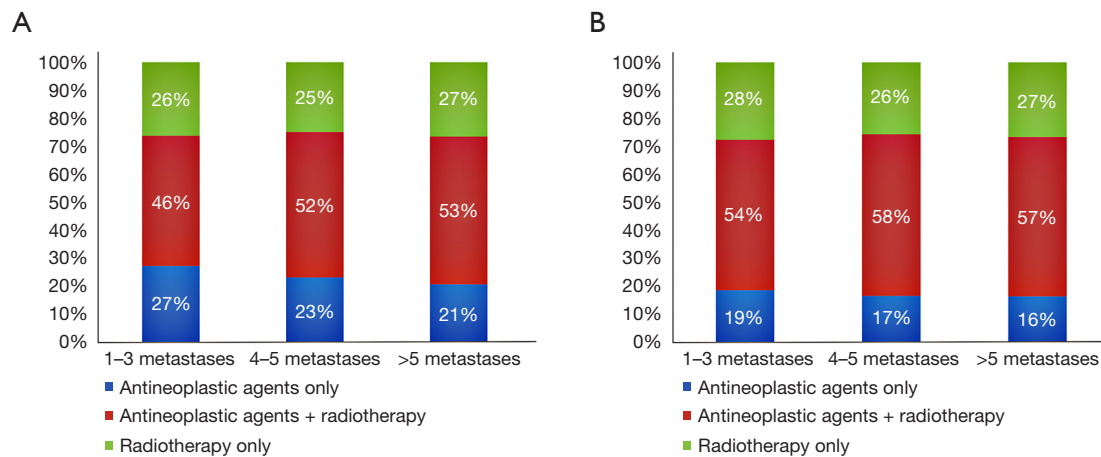 A
100%
90%
80%
70%
60%
50%
40%
30%
20%
10%
0%
26%
25%
27%
46%
52%
53%
27%
23%
21%
1–3 metastases
4–5 metastases
>5 metastases
Antineoplastic agents only
Antineoplastic agents + radiotherapy
Radiotherapy only
B
100%
90%
80%
70%
60%
50%
40%
30%
20%
10%
0%
28%
26%
27%
54%
58%
57%
19%
17%
16%
1–3 metastases
4–5 metastases
>5 metastases
Antineoplastic agents only
Antineoplastic agents + radiotherapy
Radiotherapy only